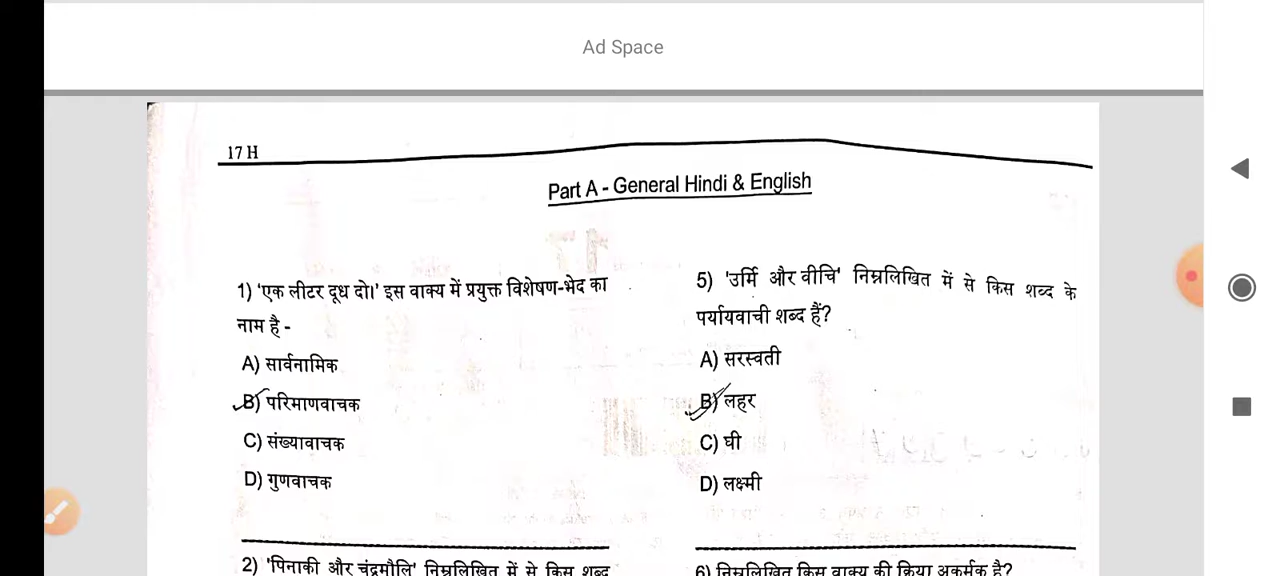 Ad Space
17 H
Part A - General Hindi & English
1) 'एक लीटर दूध दो।' इस वाक्य में प्रयुक्त विशेषण-भेद का
नाम है -
A) सार्वनामिक
B) परिमाणवाचक
C) संख्यावाचक
D) गुणवाचक
2) 'पिनाकी और चंद्रमौलि' निम्नलिखित में से किस शब्द
5) 'उर्मि और वीचि' निम्नलिखित में से किस शब्द के
पर्यायवाची शब्द हैं?
A) सरस्वती
B) लहर
C) घी
D) लक्ष्मी
6) निम्नलिखित किस वाक्य की क्रिया अकर्मक है?